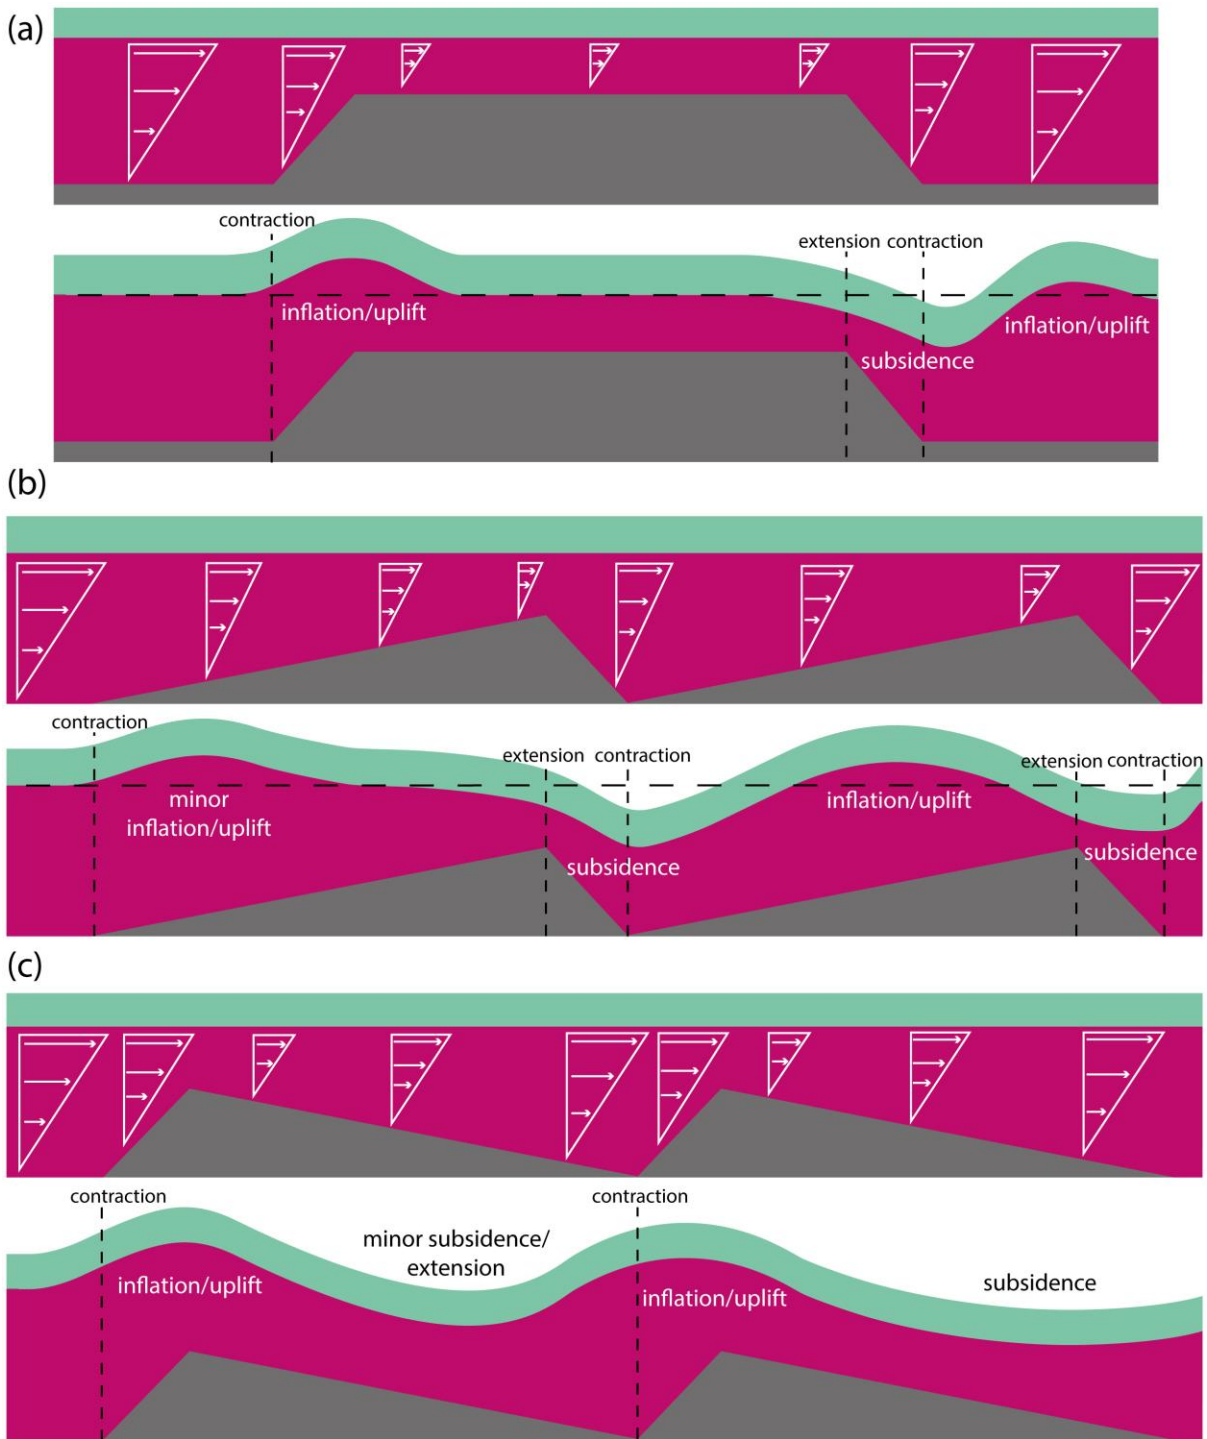 (a)
contraction
extension contraction
inflation/uplift
inflation/uplift
subsidence
(b)
contraction
extension contraction
extension contraction
minor
inflation/uplift
inflation/uplift
subsidence
subsidence
(c)
contraction
contraction
minor subsidence/
extension
inflation/uplift
inflation/uplift
subsidence